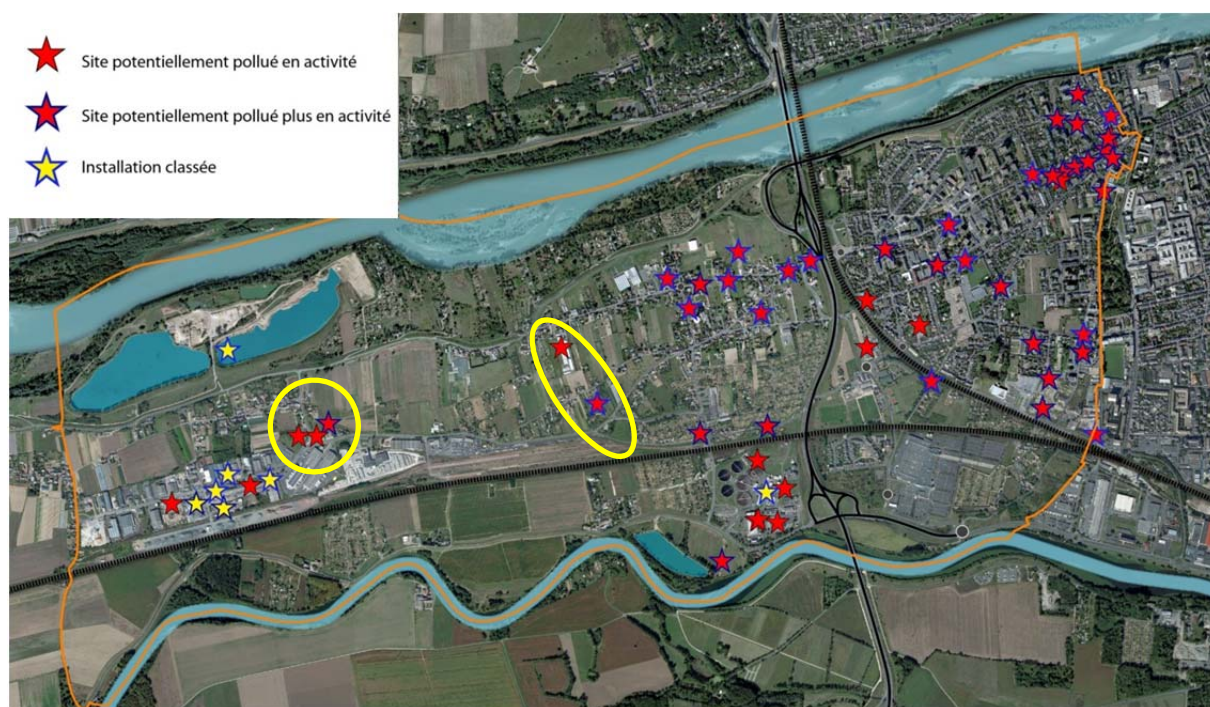 Site potentiellement pollué en activité
Site potentiellement pollué plus en activité
Installation classée